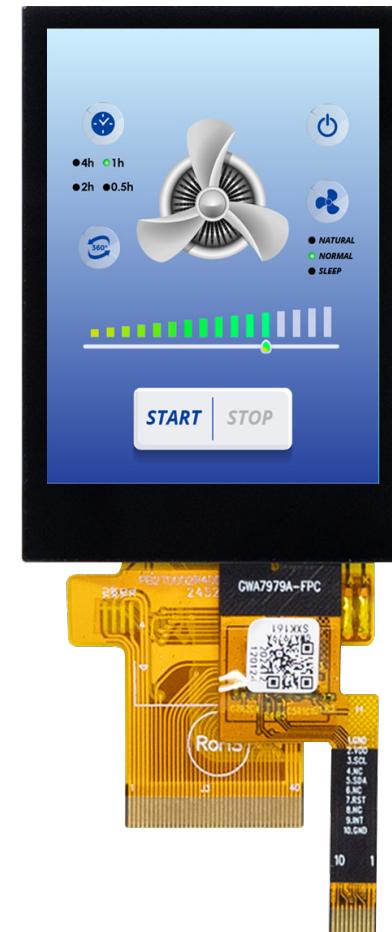 4h 1h
2h 0.5h
360°
NATURAL
NORMAL
SLEEP
START STOP
GWA7979A-FPC
SXK161
RoHS
1 J3 40
1.GND
2.VDD
3.SCL
4.NC
5.SDA
6.NC
7.RST
8.NC
9.INT
10.GND
10 1